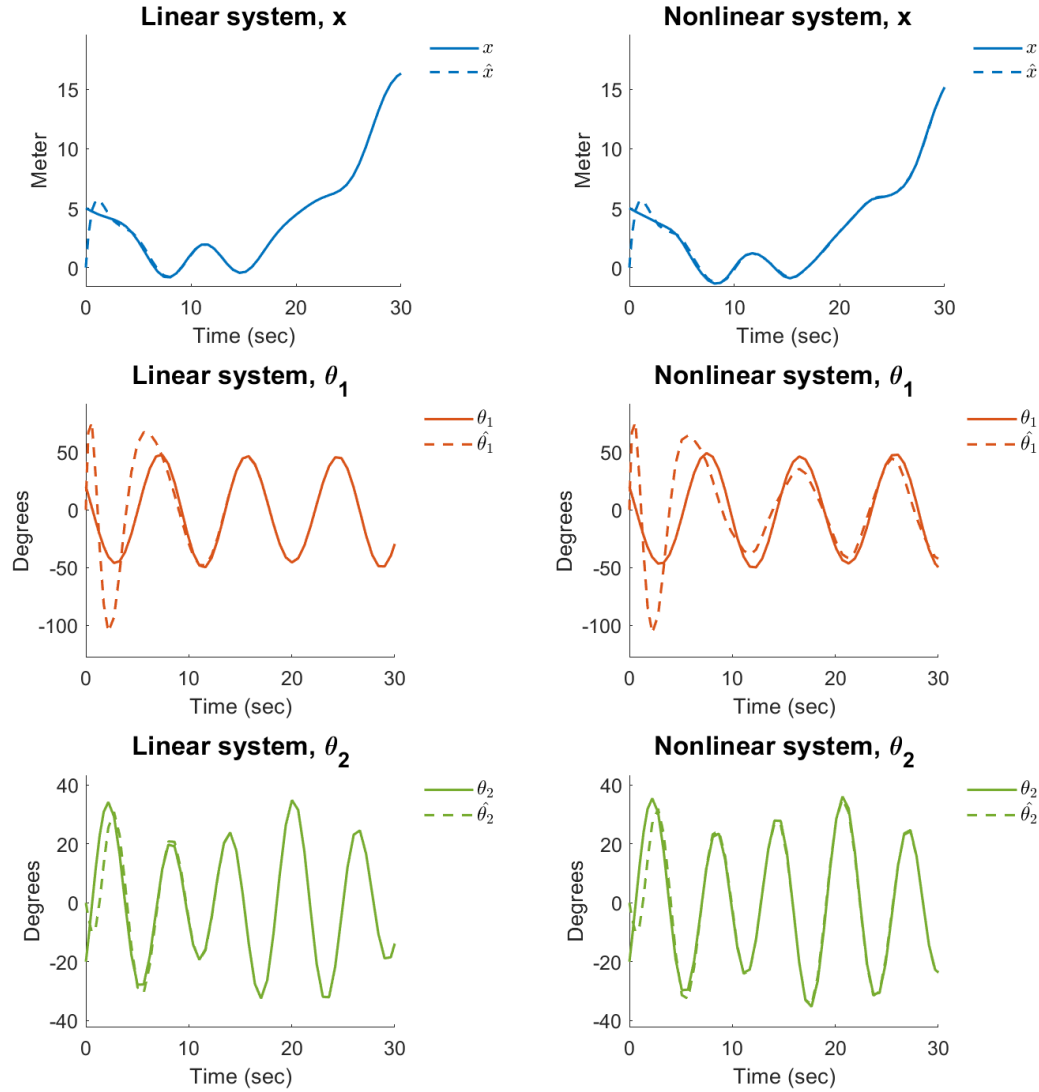 Linear system, x
x
x̂
15
10
5
0
Meter
0 10 20 30
Time (sec)
Nonlinear system, x
x
x̂
15
10
5
0
Meter
0 10 20 30
Time (sec)
Linear system, θ₁
θ₁
θ̂₁
50
0
-50
-100
Degrees
0 10 20 30
Time (sec)
Nonlinear system, θ₁
θ₁
θ̂₁
50
0
-50
-100
Degrees
0 10 20 30
Time (sec)
Linear system, θ₂
θ₂
θ̂₂
40
20
0
-20
-40
Degrees
0 10 20 30
Time (sec)
Nonlinear system, θ₂
θ₂
θ̂₂
40
20
0
-20
-40
Degrees
0 10 20 30
Time (sec)